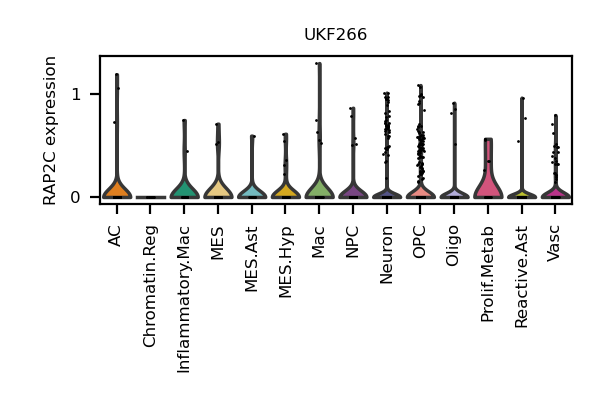 UKF266
RAP2C expression
1
0
AC
Chromatin.Reg
Inflammatory.Mac
MES
MES.Ast
MES.Hyp
Mac
NPC
Neuron
OPC
Oligo
Prolif.Metab
Reactive.Ast
Vasc